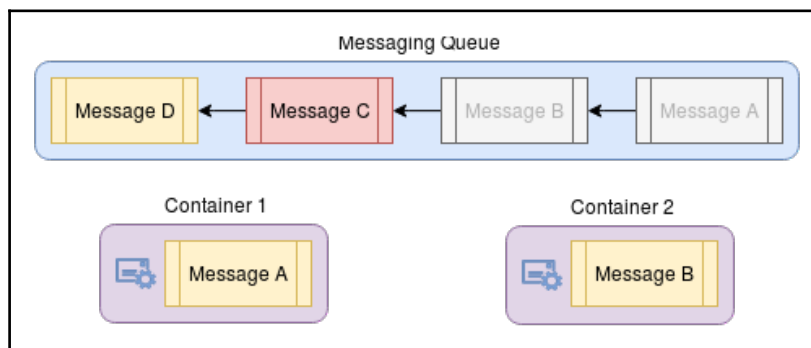 Messaging Queue
Message D
Message C
Message B
Message A
Container 1
Container 2
Message A
Message B